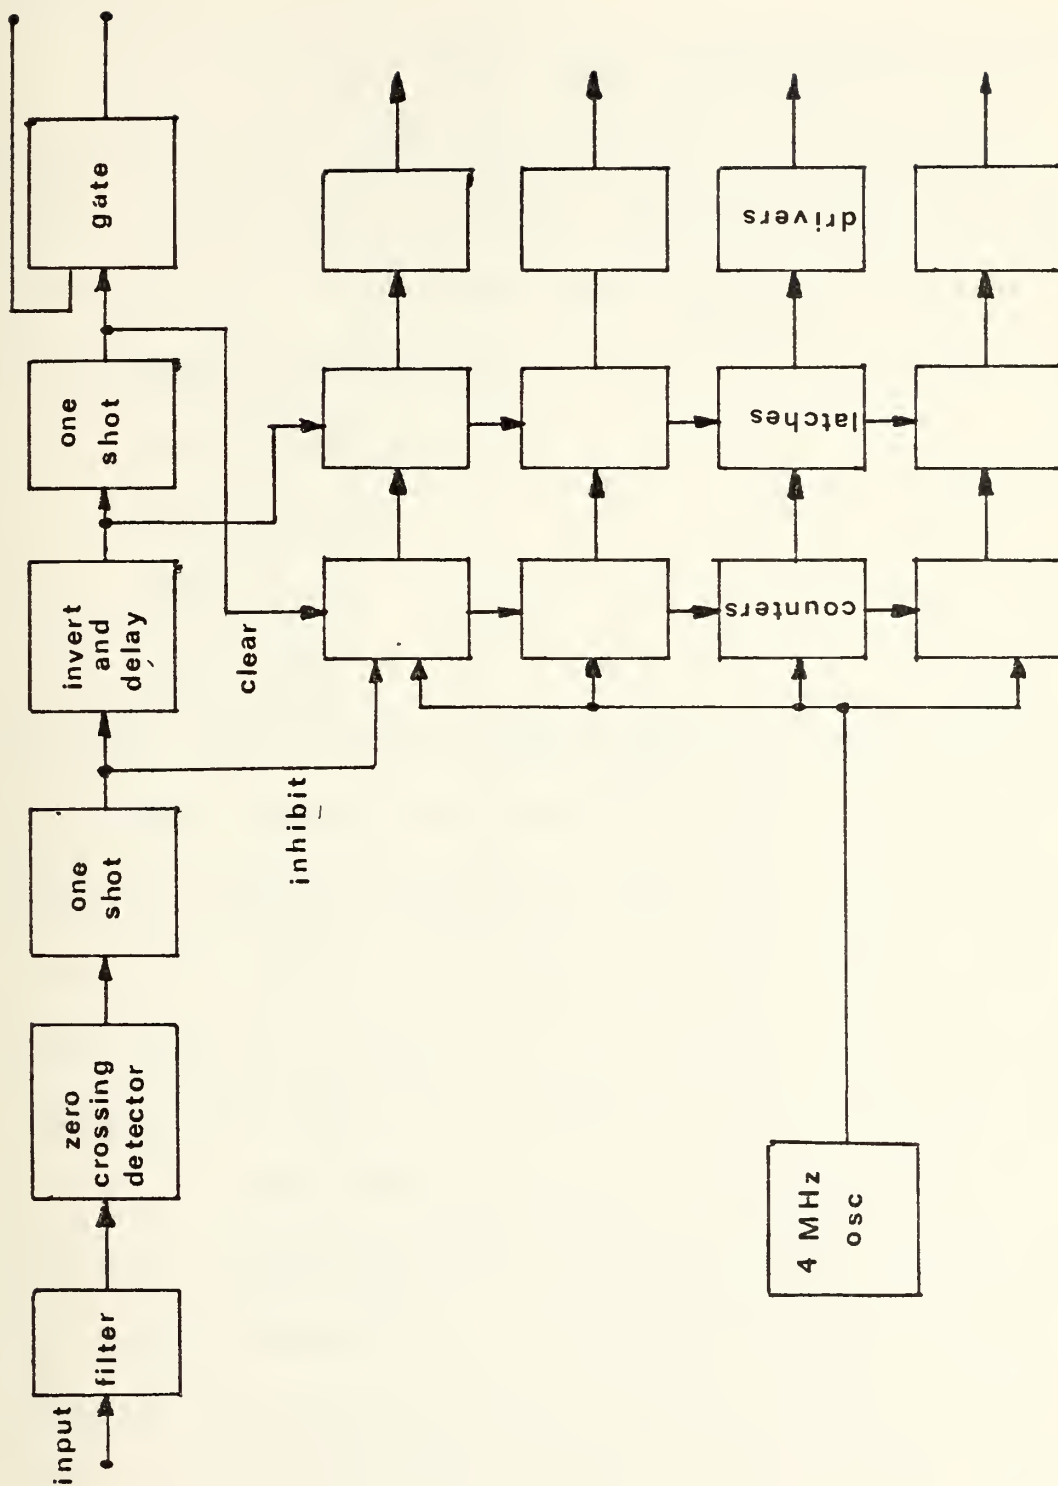 input
filter
zero
crossing
detector
one
shot
invert
and
delay
one
shot
gate
inhibit
clear
counters
latches
drivers
4 MHz
osc